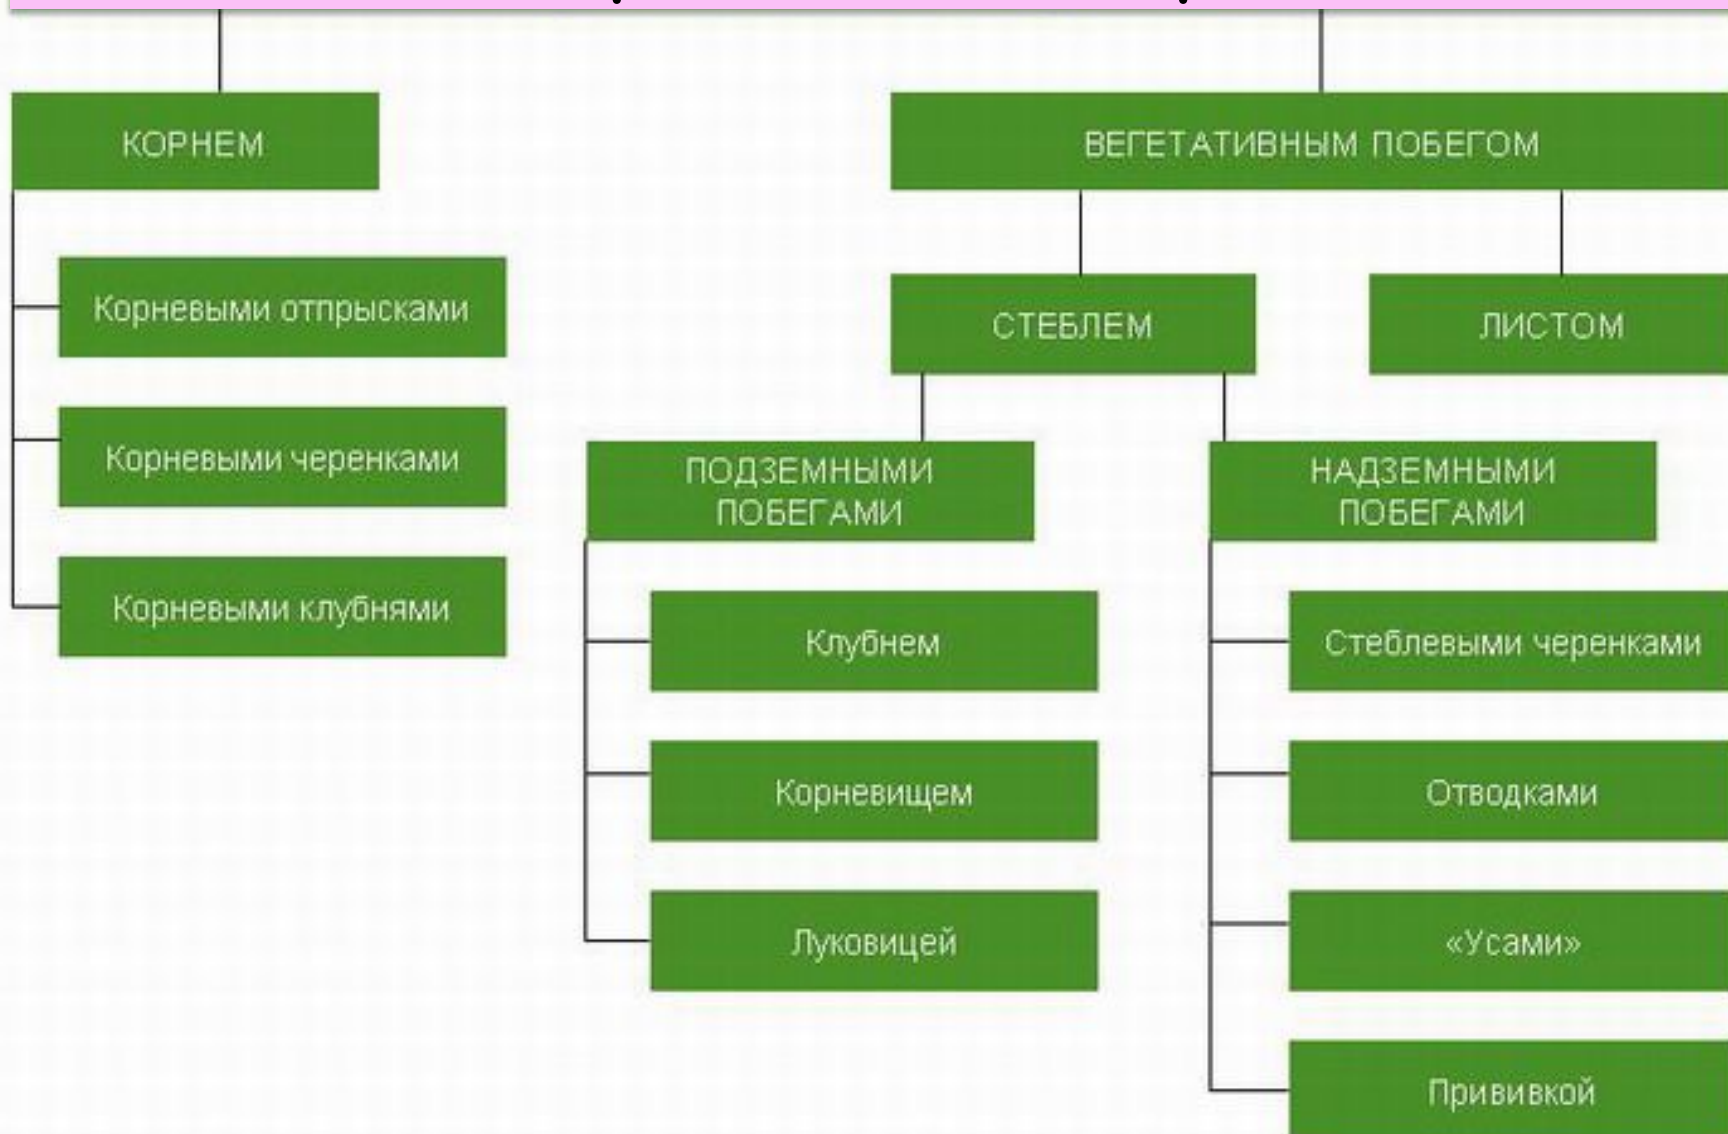 КОРНЕМ
Корневыми отпрысками
Корневыми черенками
Корневыми клубнями
ВЕГЕТАТИВНЫМ ПОБЕГОМ
СТЕБЛЕМ
ЛИСТОМ
ПОДЗЕМНЫМИ
ПОБЕГАМИ
Клубнем
Корневищем
Луковицей
НАДЗЕМНЫМИ
ПОБЕГАМИ
Стеблевыми черенками
Отводками
«Усами»
Прививкой